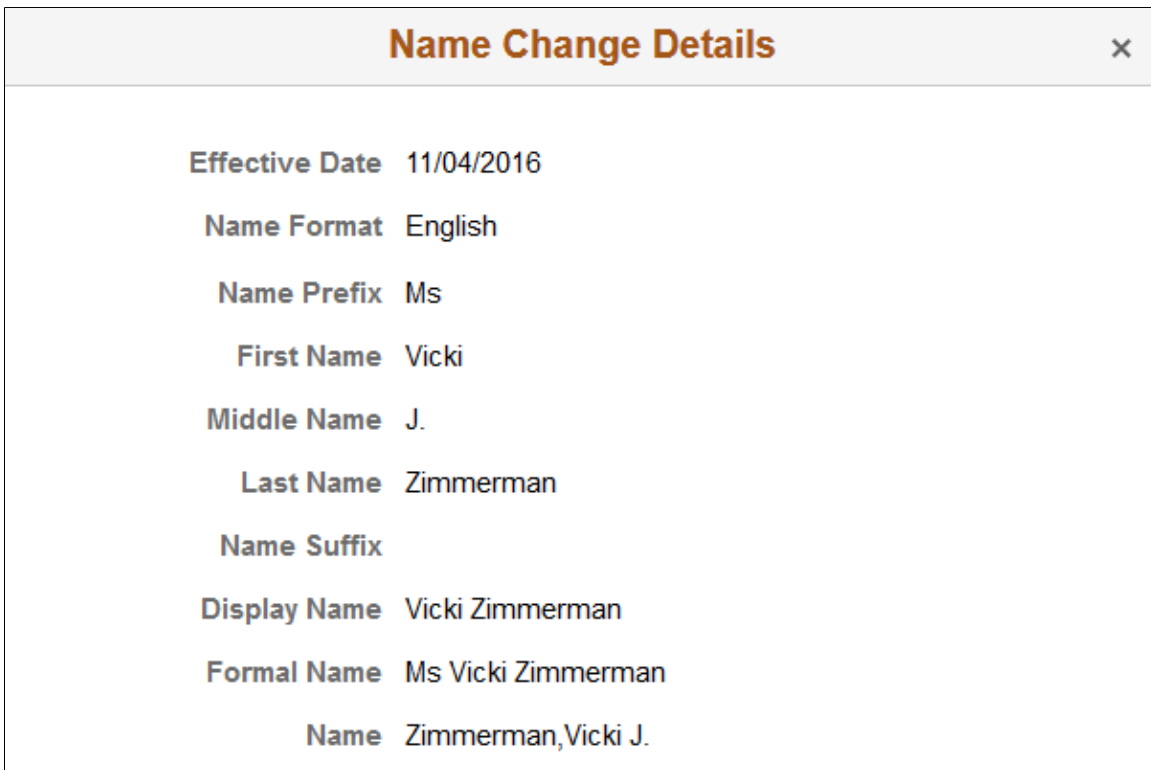 Name Change Details ×
Effective Date 11/04/2016
Name Format English
Name Prefix Ms
First Name Vicki
Middle Name J.
Last Name Zimmerman
Name Suffix
Display Name Vicki Zimmerman
Formal Name Ms Vicki Zimmerman
Name Zimmerman,Vicki J.